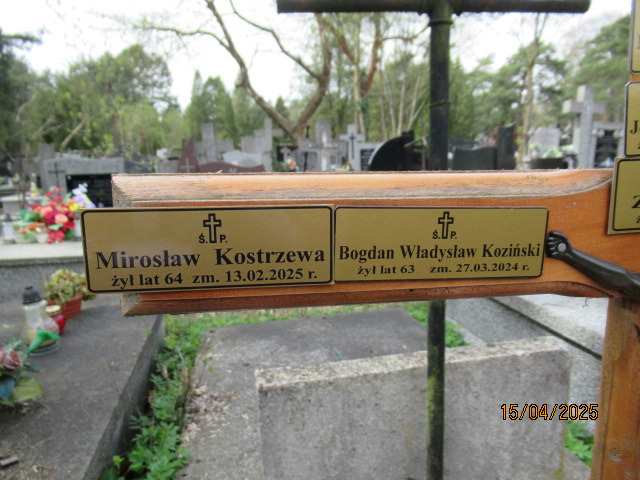 Ś. P.
Mirosław Kostrzewa
żył lat 64 zm. 13.02.2025 r.
Ś. P.
Bogdan Władysław Koziński
żył lat 63 zm. 27.03.2024 r.
15/04/2025